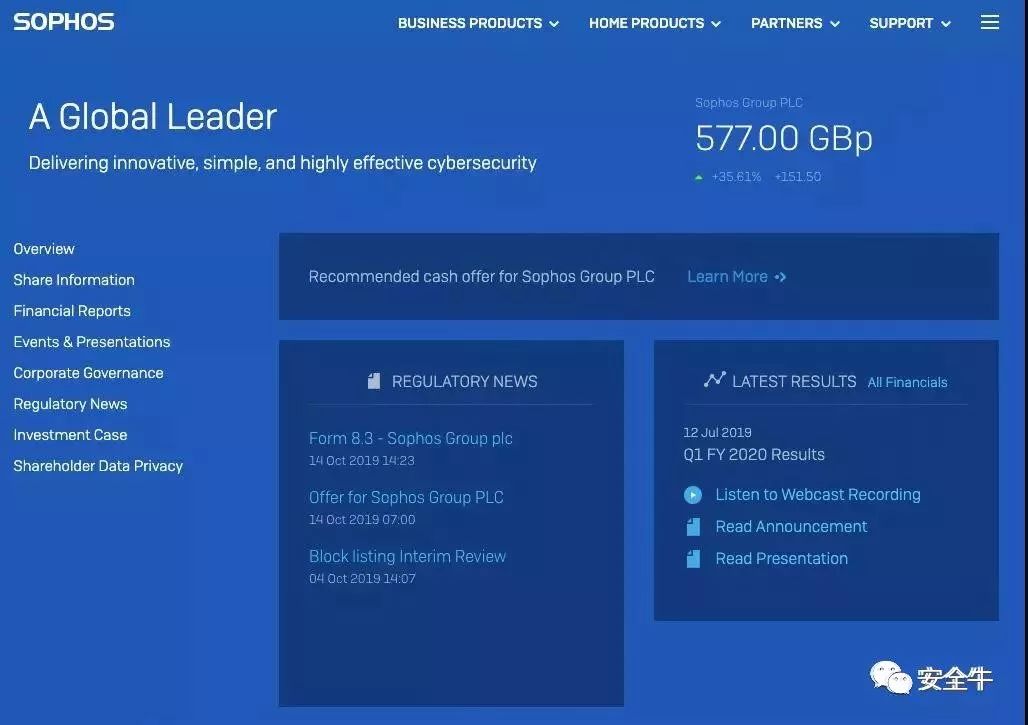 SOPHOS
BUSINESS PRODUCTS HOME PRODUCTS PARTNERS SUPPORT
A Global Leader
Delivering innovative, simple, and highly effective cybersecurity
Sophos Group PLC
577.00 GBp
+35.61% +151.50
Overview
Share Information
Financial Reports
Events & Presentations
Corporate Governance
Regulatory News
Investment Case
Shareholder Data Privacy
Recommended cash offer for Sophos Group PLC Learn More
REGULATORY NEWS
Form 8.3 - Sophos Group plc
14 Oct 2019 14:23
Offer for Sophos Group PLC
14 Oct 2019 07:00
Block listing Interim Review
04 Oct 2019 14:07
LATEST RESULTS All Financials
12 Jul 2019
Q1 FY 2020 Results
Listen to Webcast Recording
Read Announcement
Read Presentation
安全牛